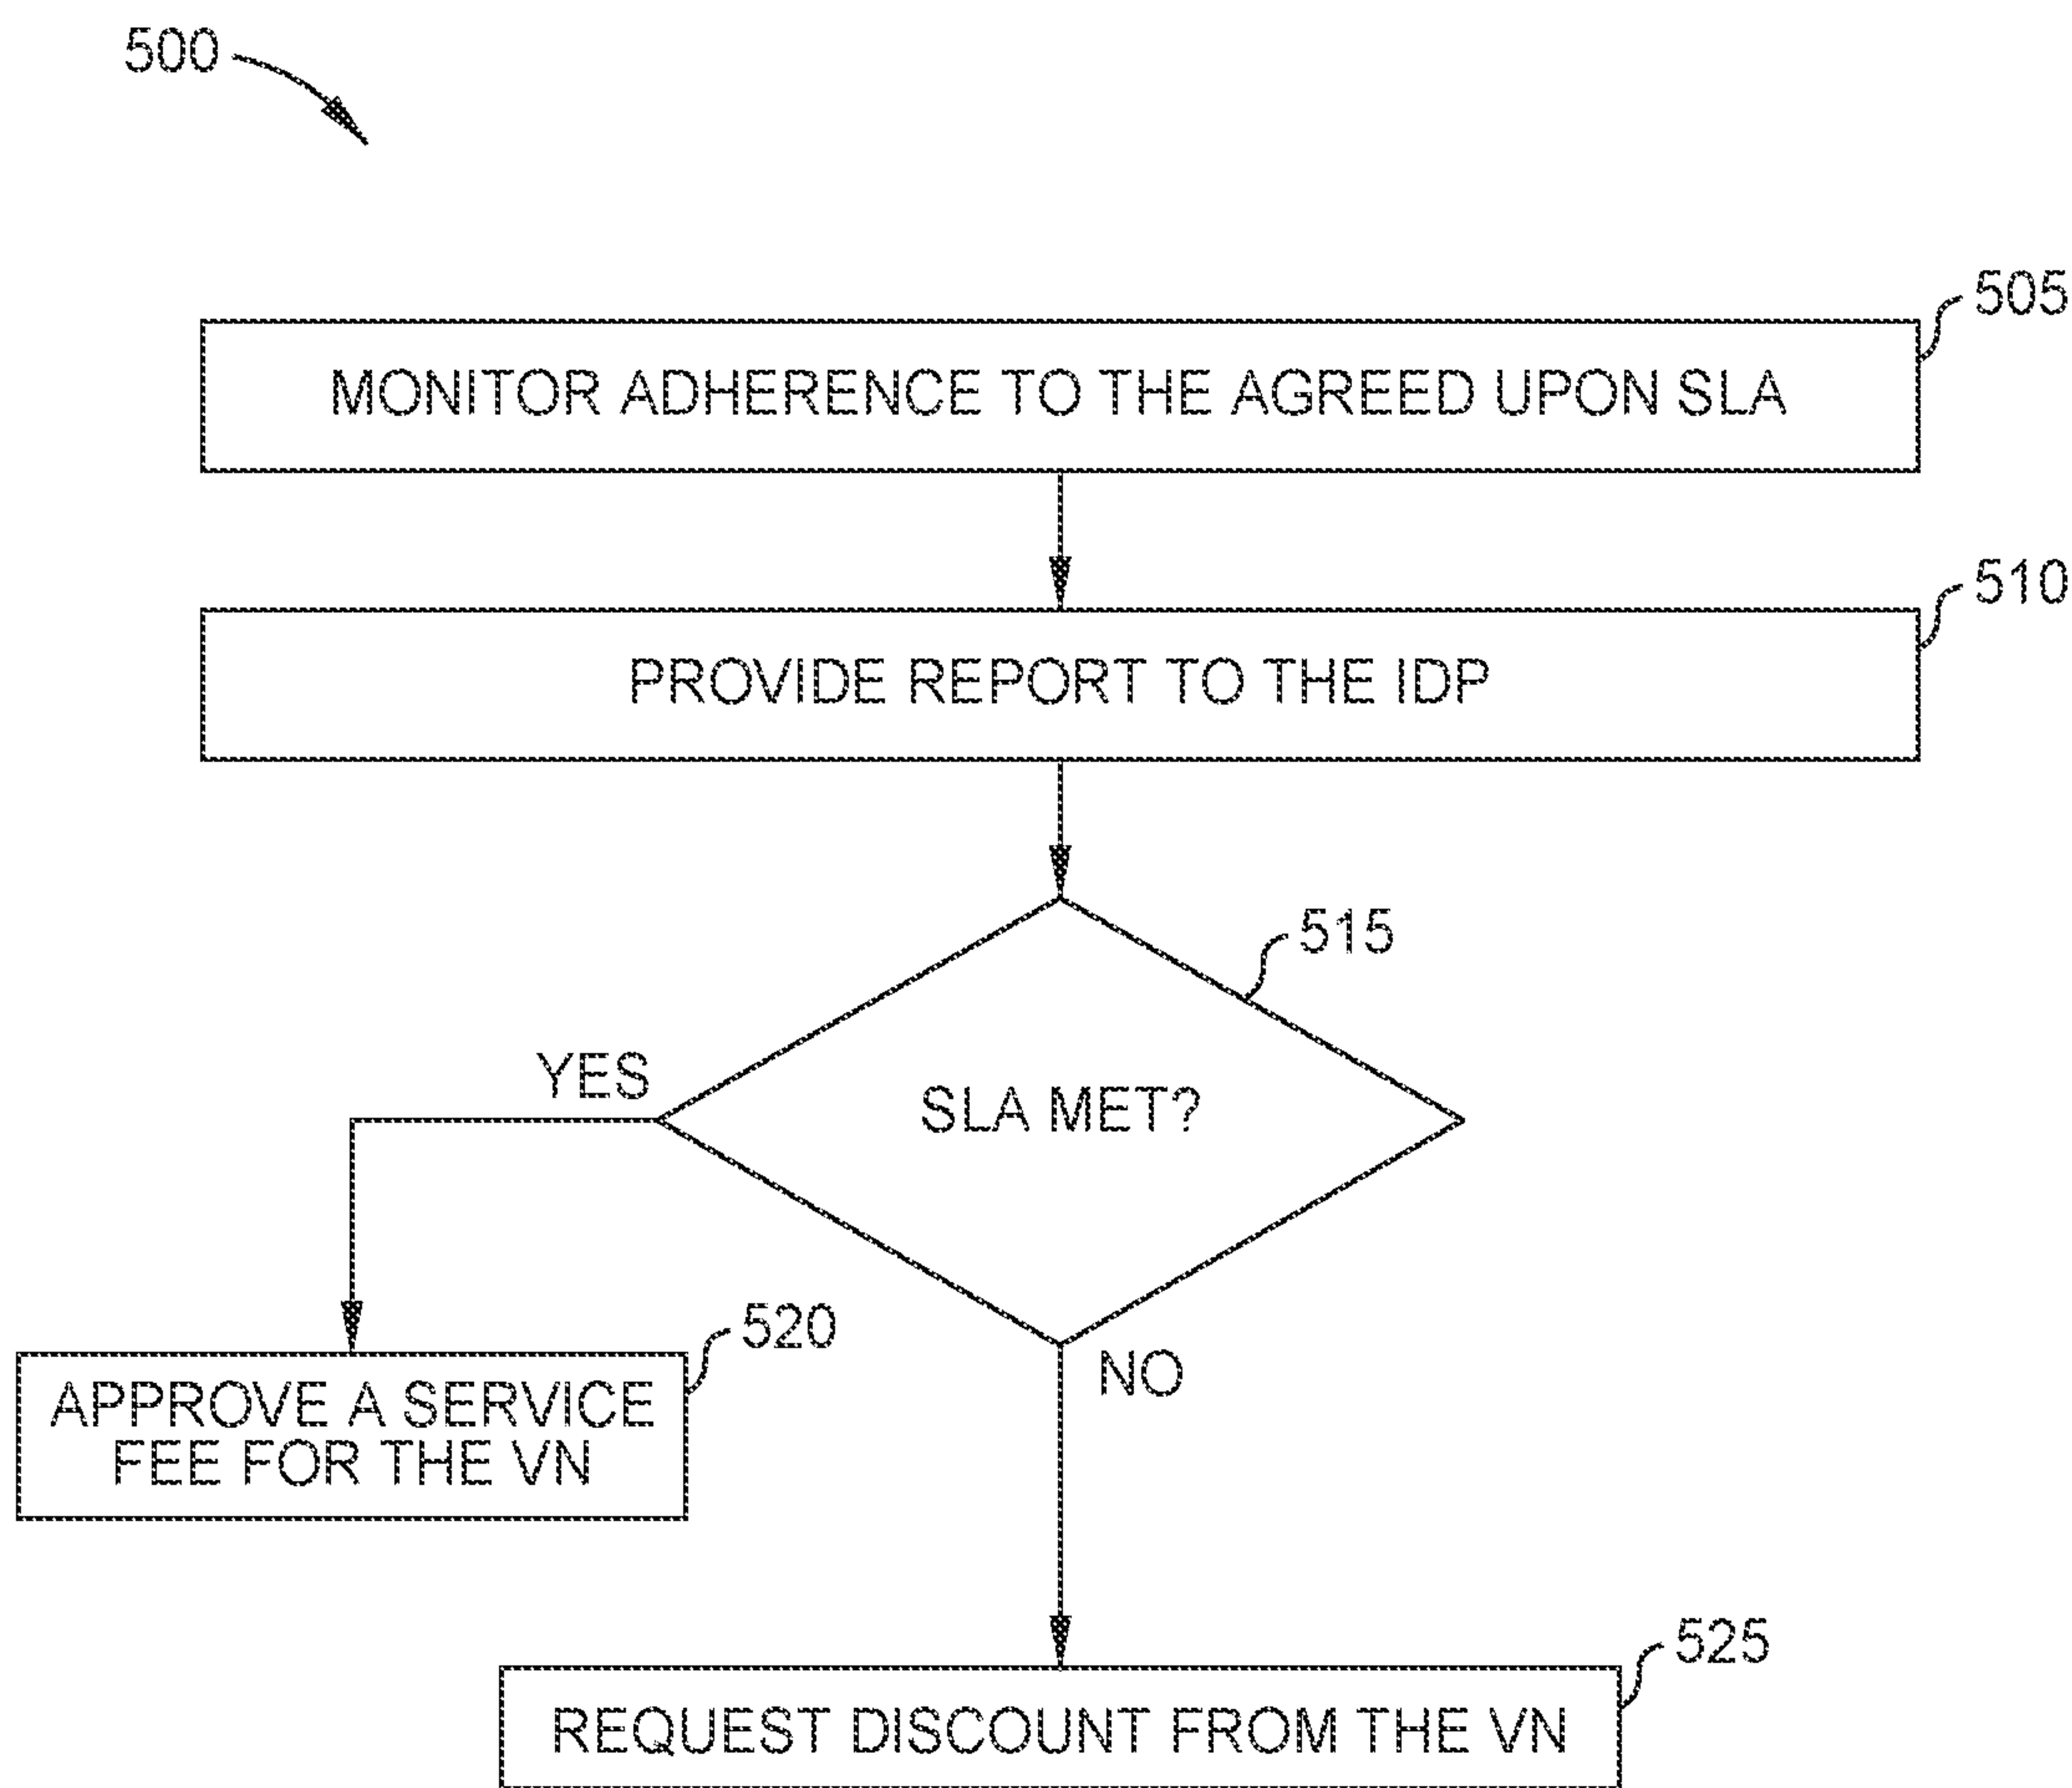 500
505
MONITOR ADHERENCE TO THE AGREED UPON SLA
510
PROVIDE REPORT TO THE IDP
515
SLA MET?
YES
NO
520
APPROVE A SERVICE
FEE FOR THE VN
525
REQUEST DISCOUNT FROM THE VN